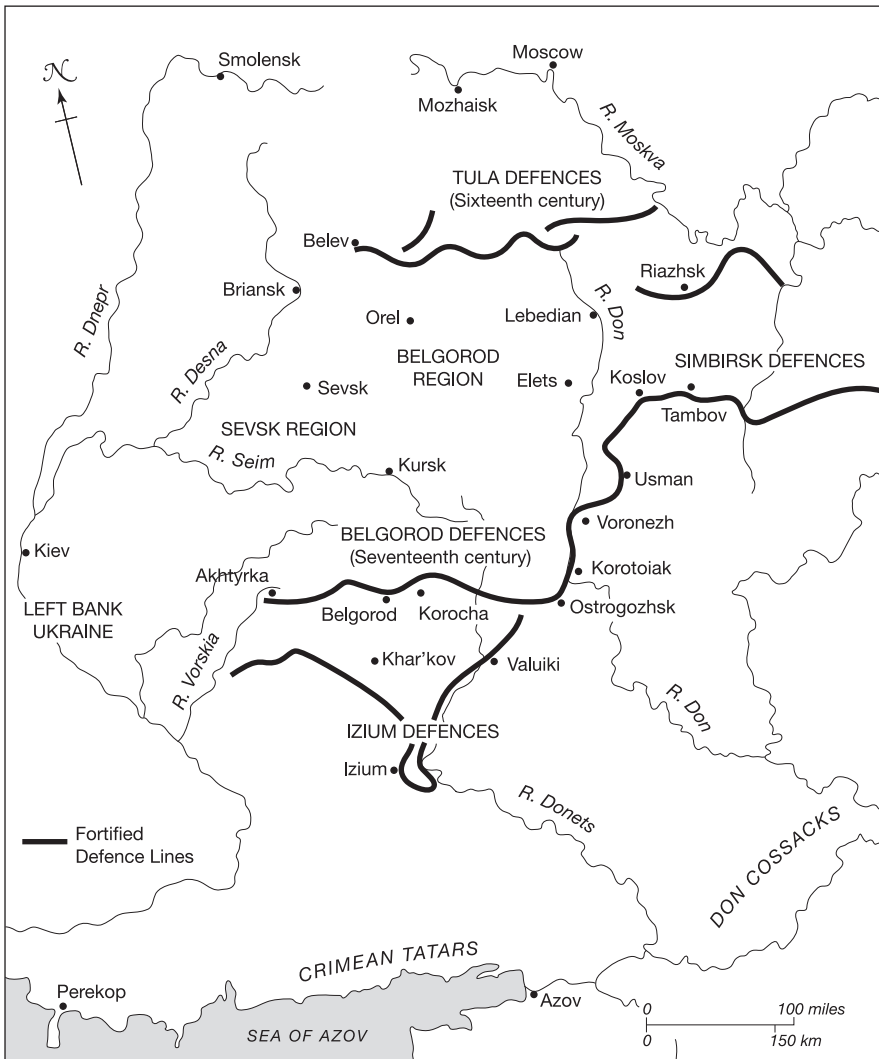 Smolensk
Moscow
N
Mozhaisk
R. Moskva
TULA DEFENCES
(Sixteenth century)
Belev
Riazhsk
Briansk
R. Dnepr
Orel
Lebedian
R. Don
R. Desna
BELGOROD
REGION
SIMBIRSK DEFENCES
Sevsk
Elets
Koslov
Tambov
SEVSK REGION
R. Seim
Kursk
Usman
Voronezh
BELGOROD DEFENCES
(Seventeenth century)
Kiev
Akhtyrka
Korotoiak
LEFT BANK
UKRAINE
Belgorod
Korocha
Ostrogozhsk
R. Vorskia
Khar'kov
Valuiki
R. Don
IZIUM DEFENCES
Izium
R. Donets
Fortified
Defence Lines
DON COSSACKS
CRIMEAN TATARS
Perekop
Azov
SEA OF AZOV
0 100 miles
0 150 km